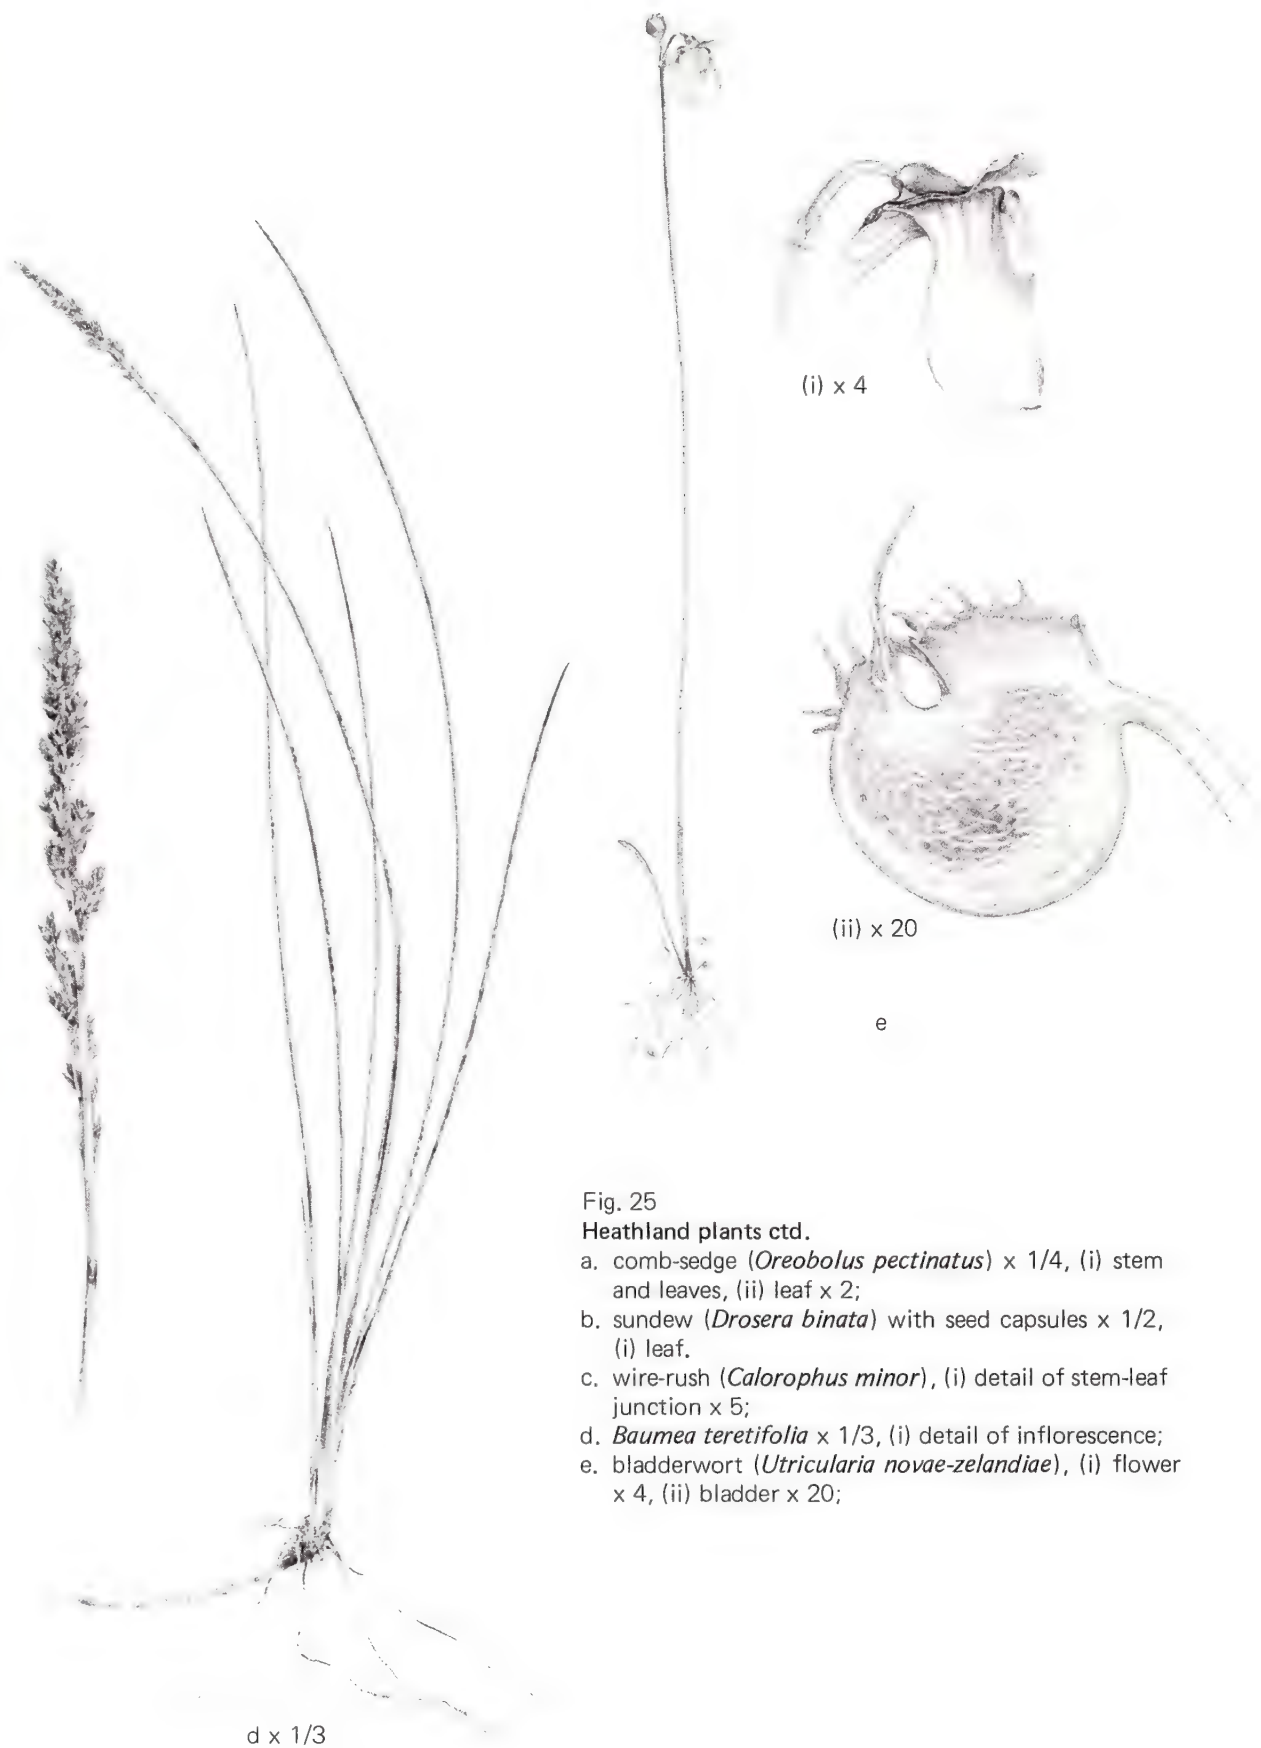 (i) x 4
(ii) x 20
e
Fig. 25
Heathland plants ctd.
a. comb-sedge (Oreobolus pectinatus) x 1/4, (i) stem
and leaves, (ii) leaf x 2;
b. sundew (Drosera binata) with seed capsules x 1/2,
(i) leaf.
c. wire-rush (Calorophus minor), (i) detail of stem-leaf
junction x 5;
d. Baumea teretifolia x 1/3, (i) detail of inflorescence;
e. bladderwort (Utricularia novae-zelandiae), (i) flower
x 4, (ii) bladder x 20;
d x 1/3